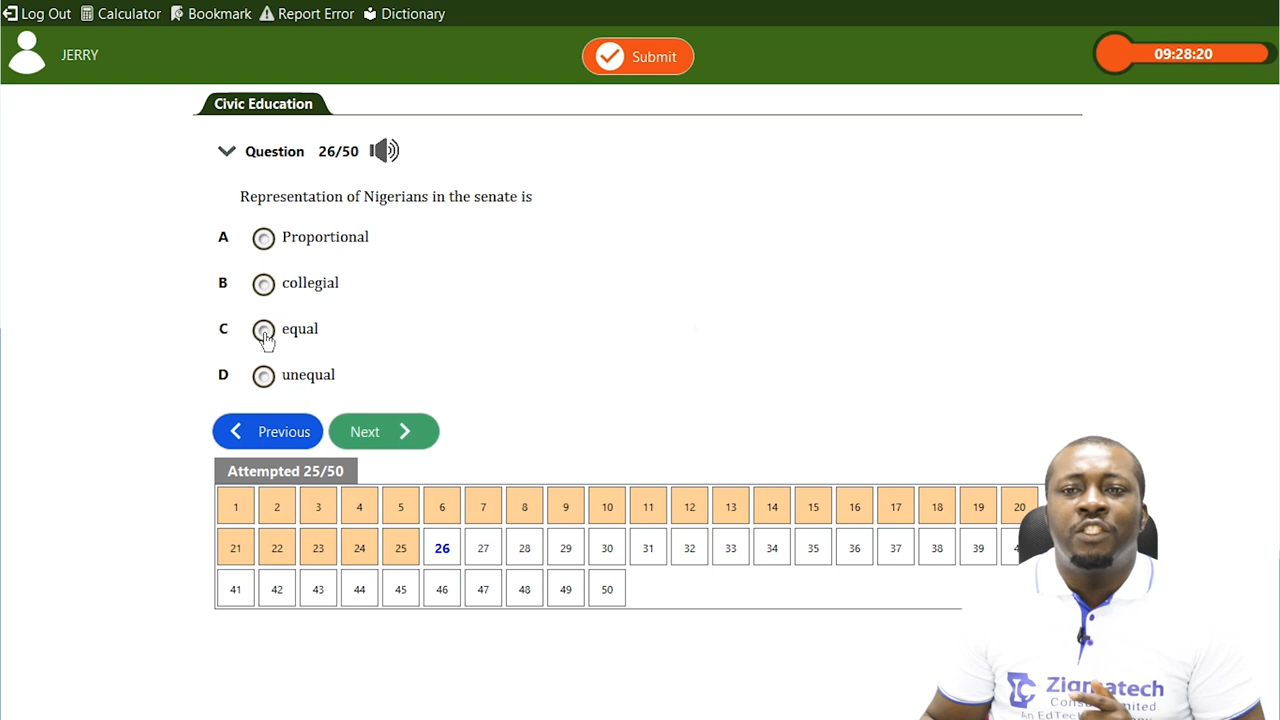 Log Out Calculator Bookmark Report Error Dictionary
JERRY
Submit
09:28:20
Civic Education
Question 26/50
Representation of Nigerians in the senate is
A Proportional
B collegial
C equal
D unequal
Previous Next
Attempted 25/50
1 2 3 4 5 6 7 8 9 10 11 12 13 14 15 16 17 18 19 20
21 22 23 24 25 26 27 28 29 30 31 32 33 34 35 36 37 38 39
41 42 43 44 45 46 47 48 49 50
Zigmatech
An EdTech